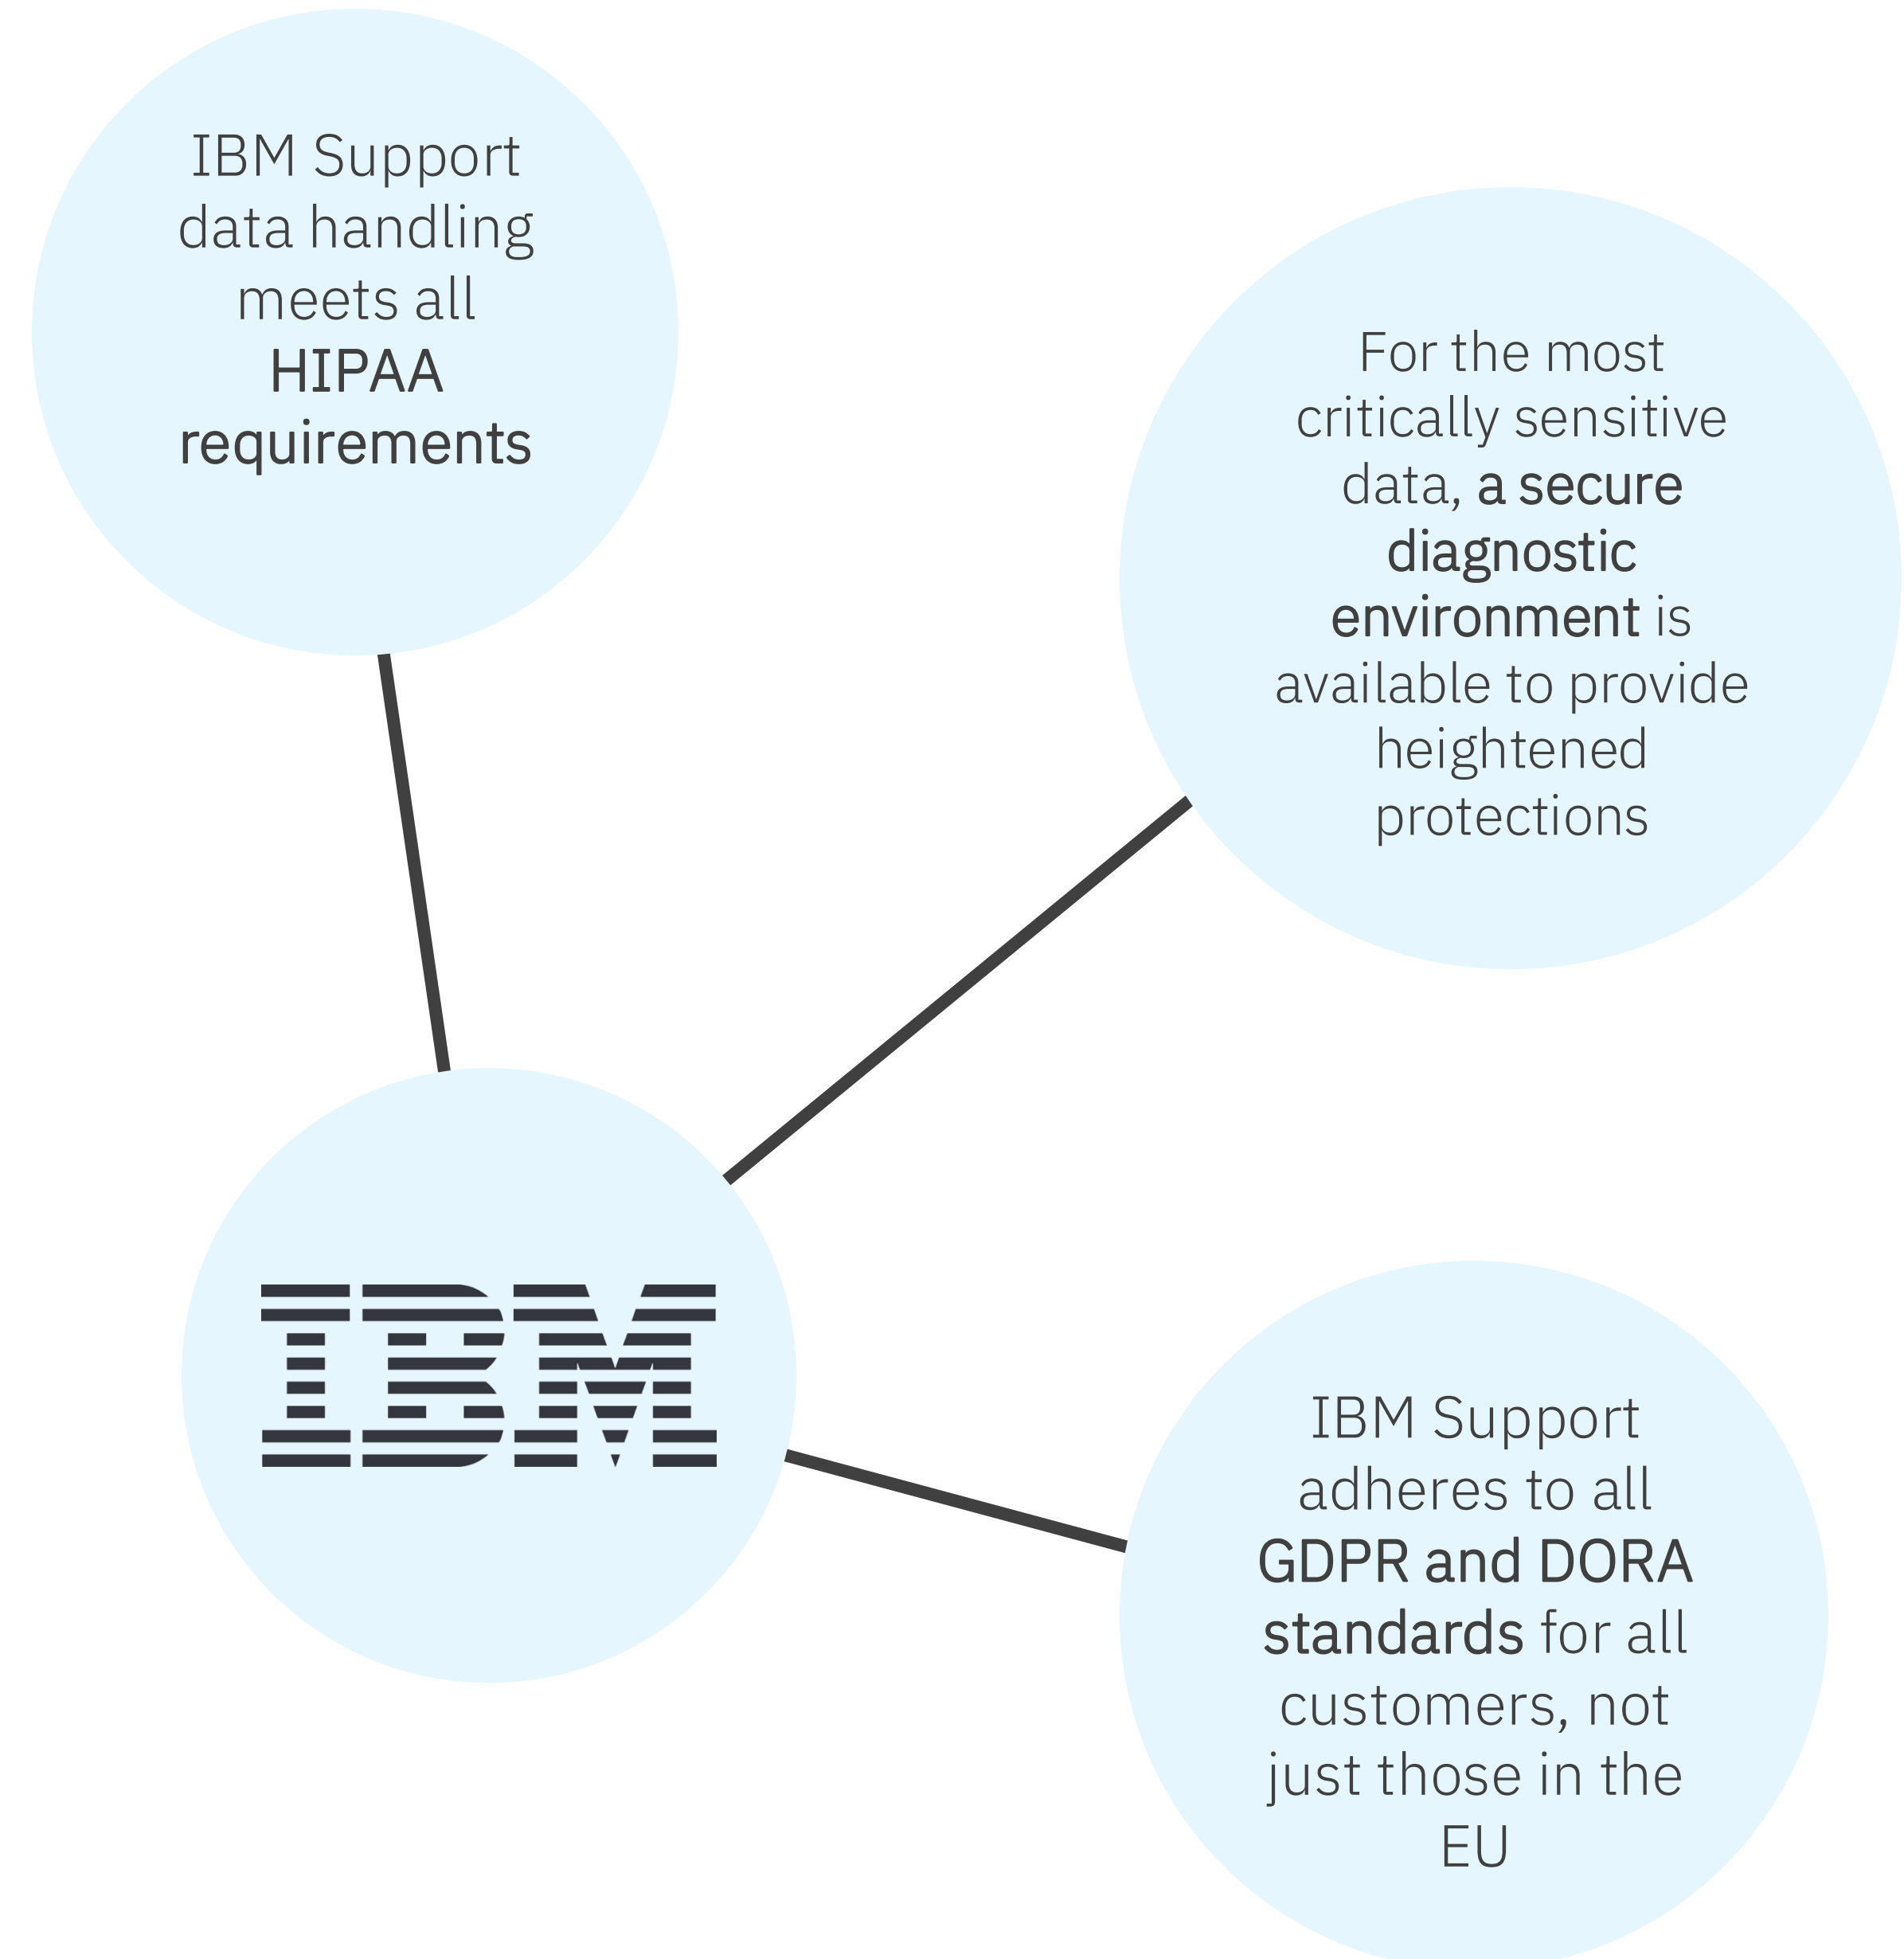 IBM Support
data handling
meets all
HIPAA
requirements
For the most
critically sensitive
data, a secure
diagnostic
environment is
available to provide
heightened
protections
IBM
IBM Support
adheres to all
GDPR and DORA
standards for all
customers, not
just those in the
EU